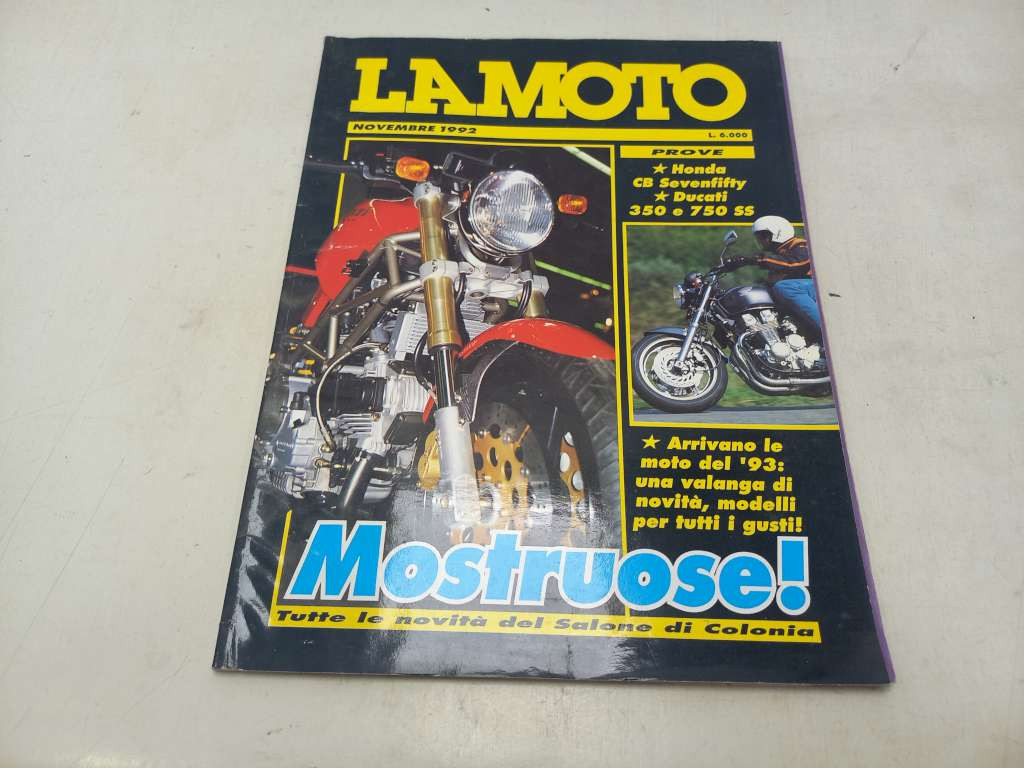 LA MOTO
NOVEMBRE 1992
L. 6.000
PROVE
★ Honda
CB Sevenfifty
★ Ducati
350 e 750 SS
★ Arrivano le
moto del '93:
una valanga di
novità, modelli
per tutti i gusti!
Mostruose!
Tutte le novità del Salone di Colonia